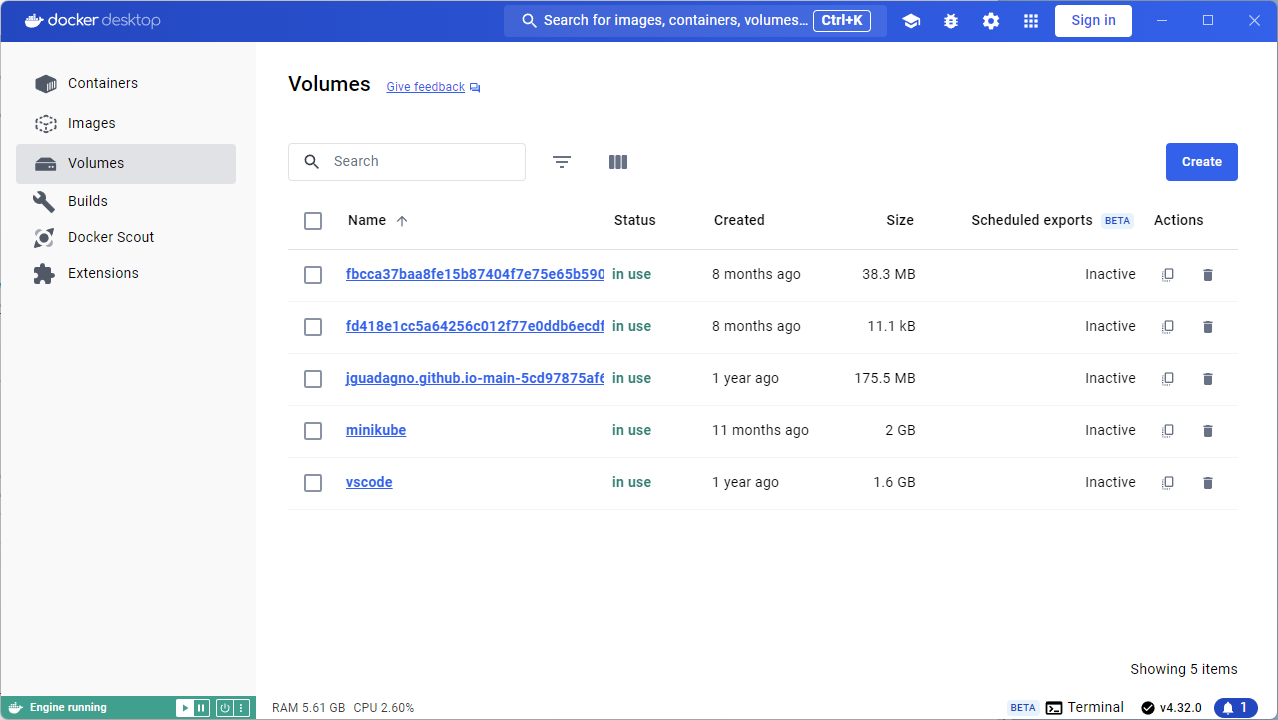 docker desktop
Search for images, containers, volumes... Ctrl+K
Sign in
Containers
Images
Volumes
Builds
Docker Scout
Extensions
Volumes
Give feedback
Search
Create
Name Status Created Size Scheduled exports BETA Actions
fbcca37baa8fe15b87404f7e75e65b590 in use 8 months ago 38.3 MB Inactive
fd418e1cc5a64256c012f77e0ddb6ecdf in use 8 months ago 11.1 kB Inactive
jguadagno.github.io-main-5cd97875af6 in use 1 year ago 175.5 MB Inactive
minikube in use 11 months ago 2 GB Inactive
vscode in use 1 year ago 1.6 GB Inactive
Showing 5 items
Engine running
RAM 5.61 GB CPU 2.60%
BETA Terminal v4.32.0 1